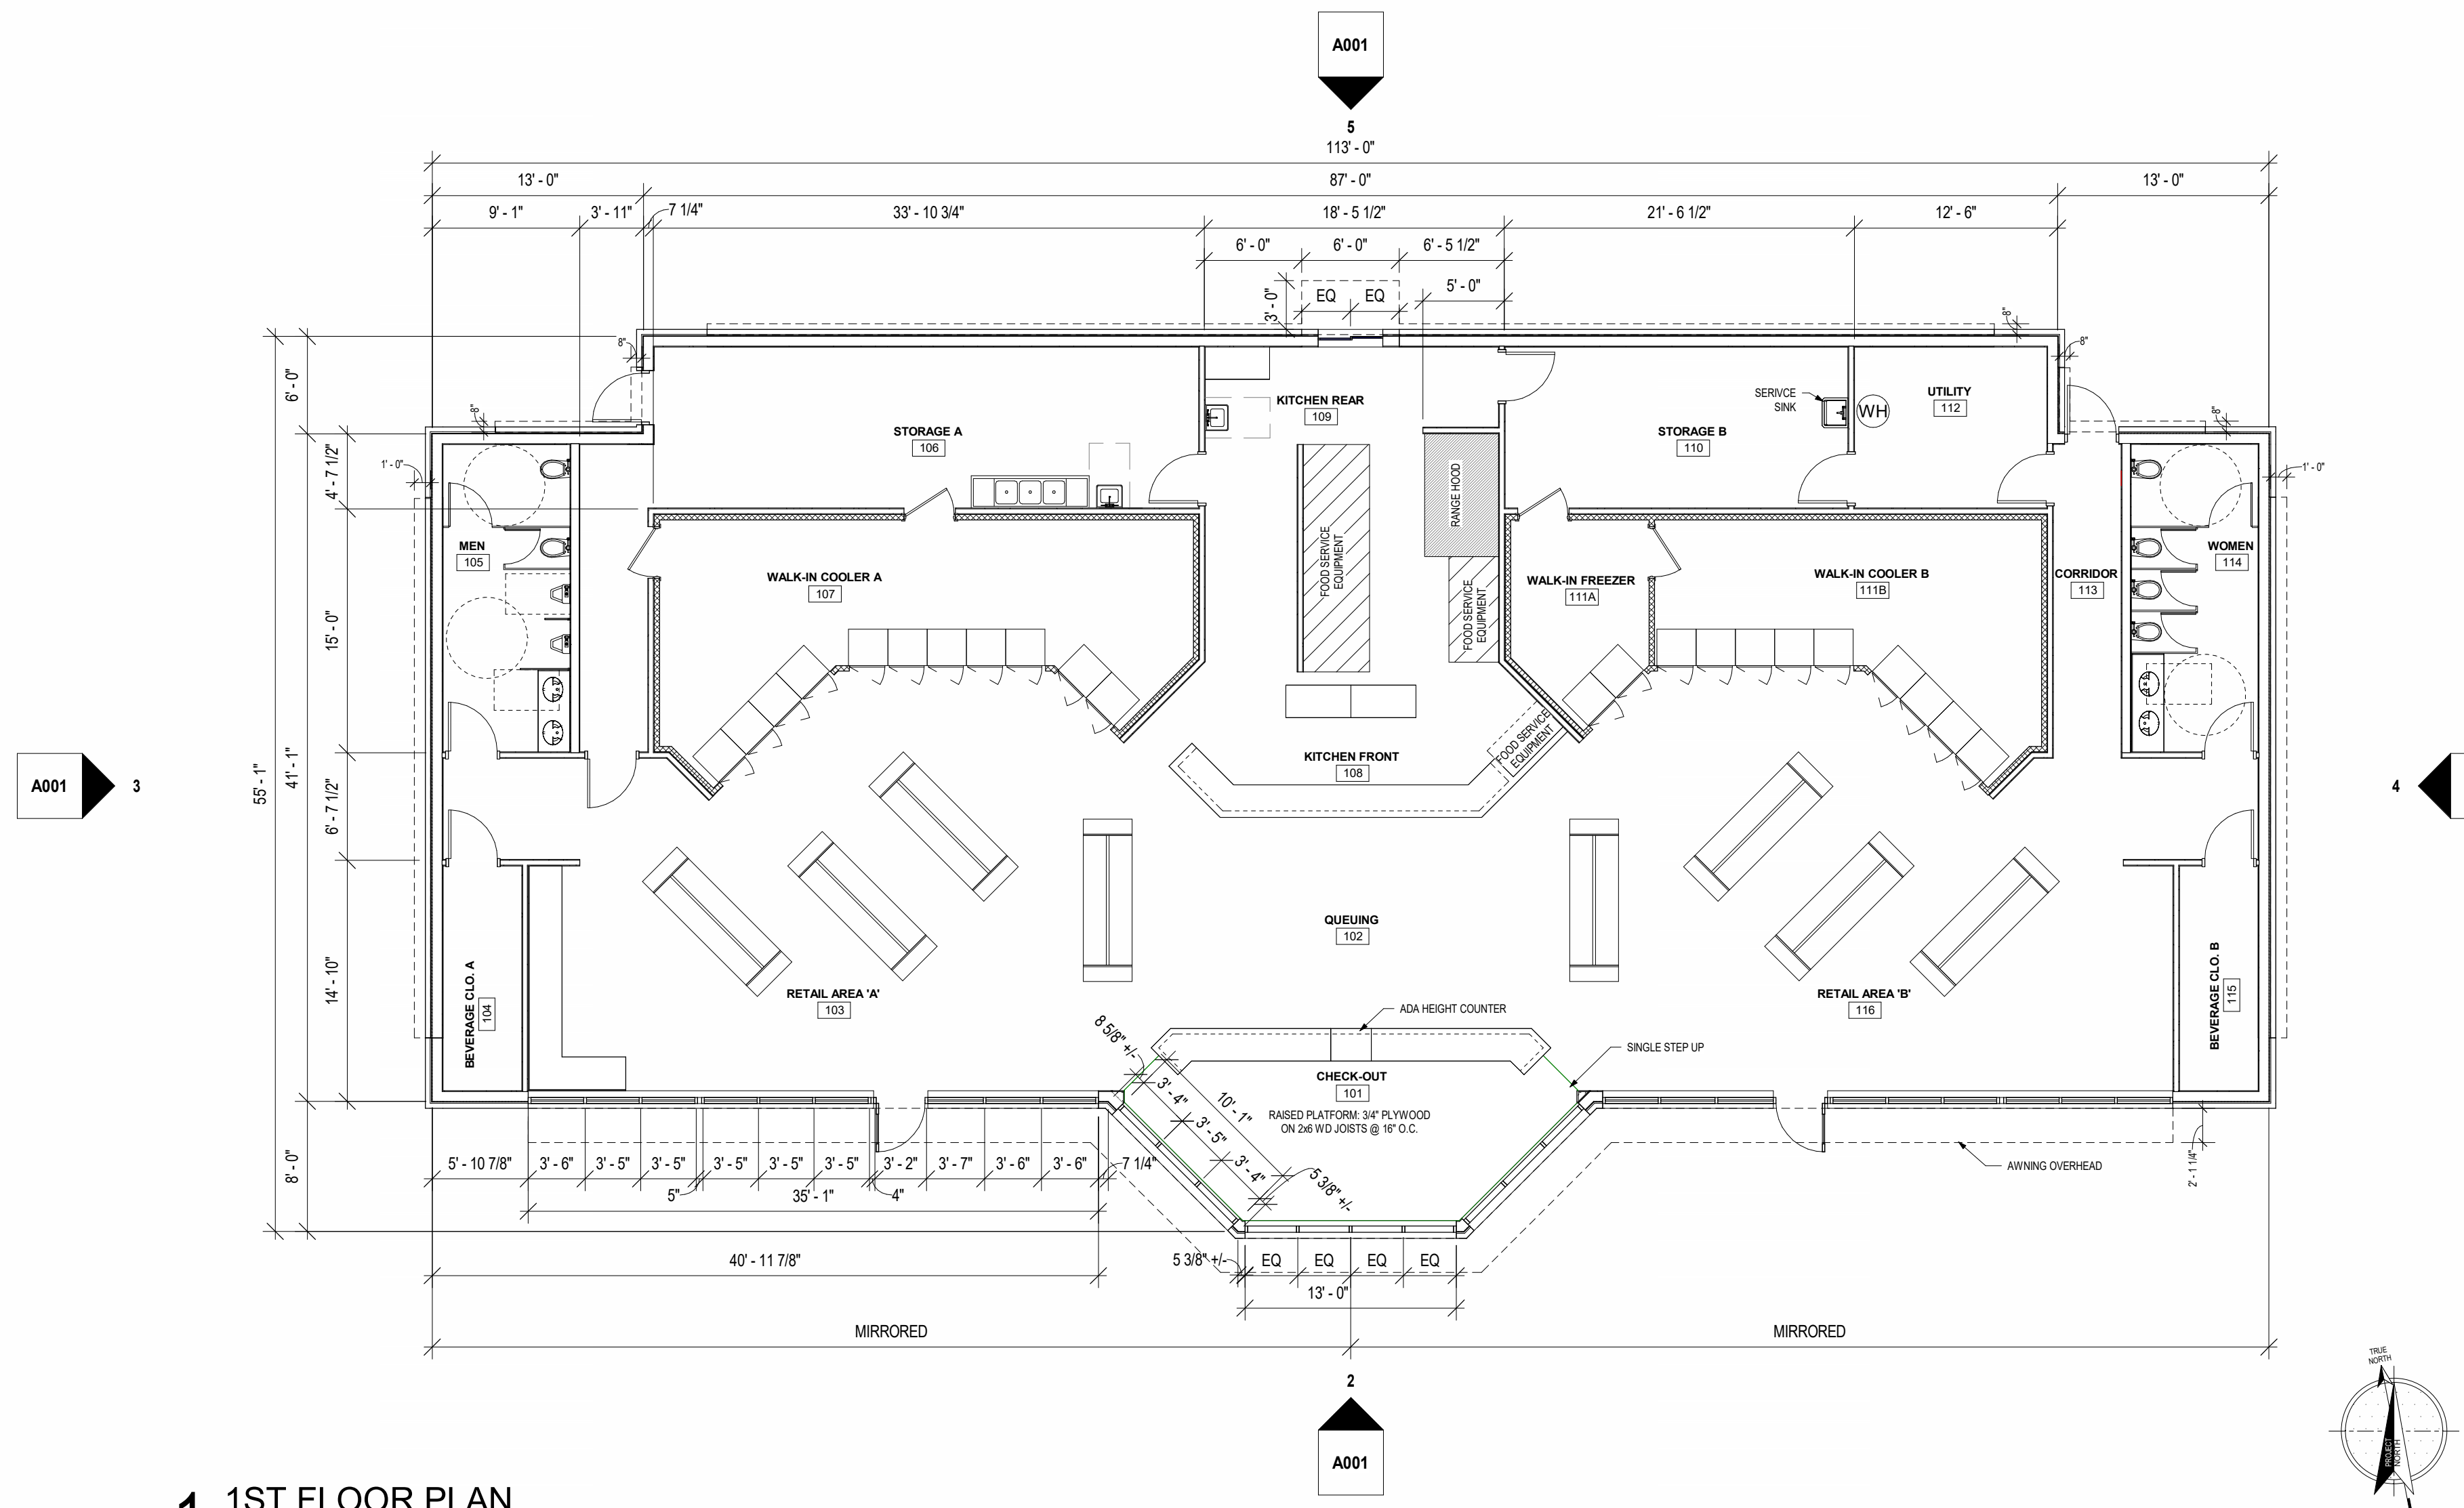 A001
5
113' - 0"
13' - 0"
87' - 0"
13' - 0"
9' - 1"
3' - 11"
7 1/4"
33' - 10 3/4"
18' - 5 1/2"
21' - 6 1/2"
12' - 6"
6' - 0"
6' - 0"
6' - 5 1/2"
3' - 0"
EQ
EQ
5' - 0"
8"
8"
8"
8"
8"
6' - 0"
4' - 7 1/2"
15' - 0"
6' - 7 1/2"
14' - 10"
41' - 1"
55' - 1"
8' - 0"
1' - 0"
1' - 0"
STORAGE A
106
KITCHEN REAR
109
STORAGE B
110
SERIVCE
SINK
WH
UTILITY
112
RANGE HOOD
MEN
105
WALK-IN COOLER A
107
FOOD SERVICE
EQUIPMENT
FOOD SERVICE
EQUIPMENT
WALK-IN FREEZER
111A
WALK-IN COOLER B
111B
CORRIDOR
113
WOMEN
114
FOOD SERVICE
EQUIPMENT
KITCHEN FRONT
108
A001
3
4
QUEUING
102
BEVERAGE CLO. A
104
RETAIL AREA 'A'
103
RETAIL AREA 'B'
116
BEVERAGE CLO. B
115
ADA HEIGHT COUNTER
SINGLE STEP UP
8 5/8" +/-
3' - 4"
10' - 1"
3' - 5"
3' - 4"
5 3/8" +/-
CHECK-OUT
101
RAISED PLATFORM: 3/4" PLYWOOD
ON 2x6 WD JOISTS @ 16" O.C.
5' - 10 7/8"
3' - 6"
3' - 5"
3' - 5"
3' - 5"
3' - 5"
3' - 5"
3' - 2"
3' - 7"
3' - 6"
3' - 6"
7 1/4"
5"
35' - 1"
4"
AWNING OVERHEAD
2' - 1 1/4"
40' - 11 7/8"
5 3/8" +/-
EQ
EQ
EQ
EQ
13' - 0"
MIRRORED
MIRRORED
2
A001
TRUE
NORTH
PROJECT
NORTH
1
1ST FLOOR PLAN